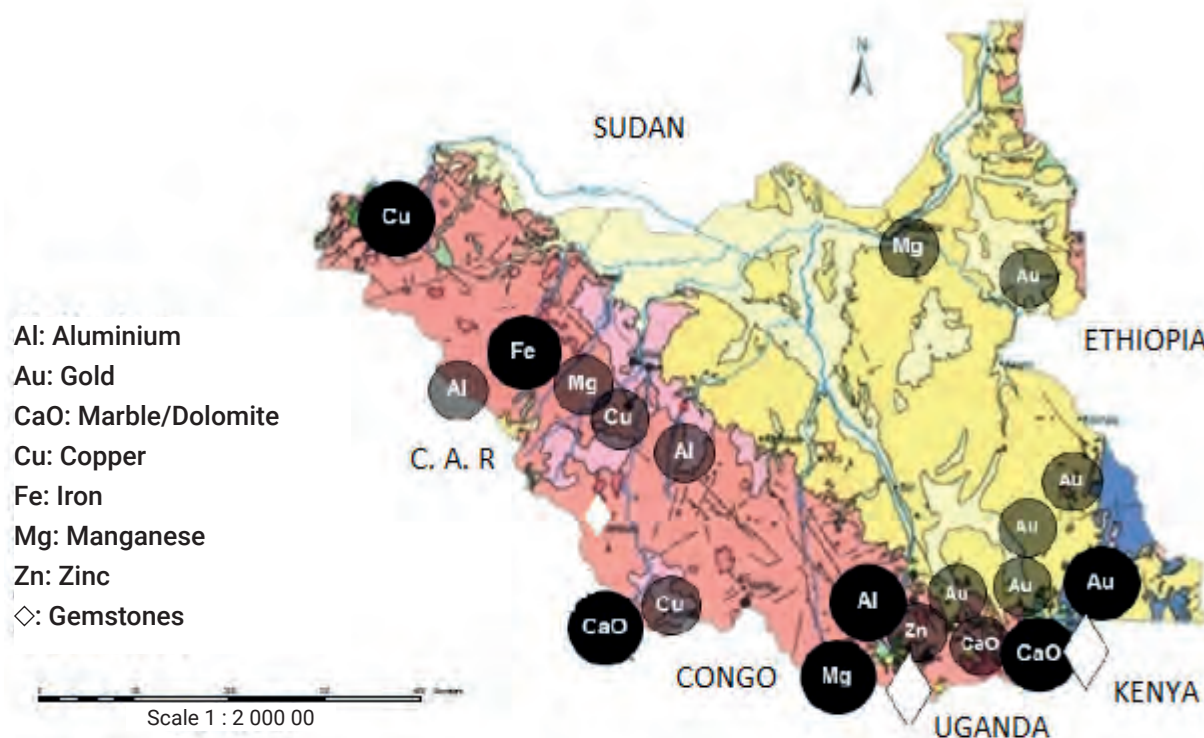 N
SUDAN
Cu
Mg
Au
ETHIOPIA
Al: Aluminium
Au: Gold
CaO: Marble/Dolomite
Cu: Copper
Fe: Iron
Mg: Manganese
Zn: Zinc
◇: Gemstones
Fe
Al
Mg
Cu
Al
C. A. R
Au
Au
Au
Au
Au
Al
Cu
CaO
Zn
CaO
CaO
Mg
CONGO
KENYA
UGANDA
Scale 1 : 2 000 00